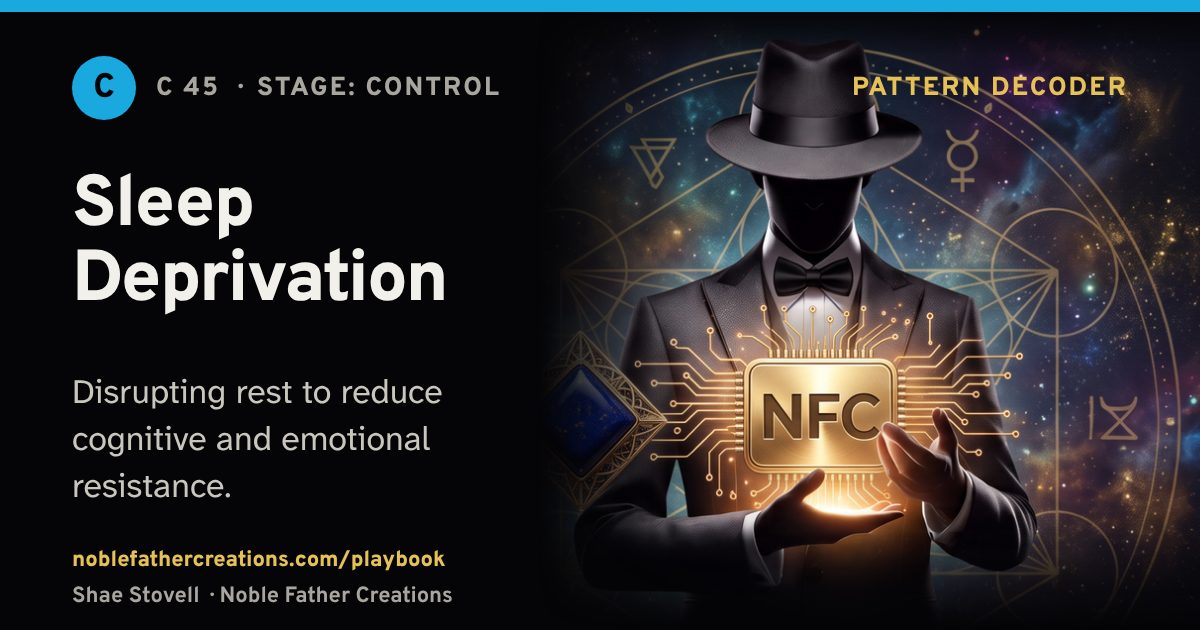 C
C 45 · STAGE: CONTROL
PATTERN DECODER
Sleep
Deprivation
Disrupting rest to reduce
cognitive and emotional
resistance.
NFC
noblefathercreations.com/playbook
Shae Stovell · Noble Father Creations